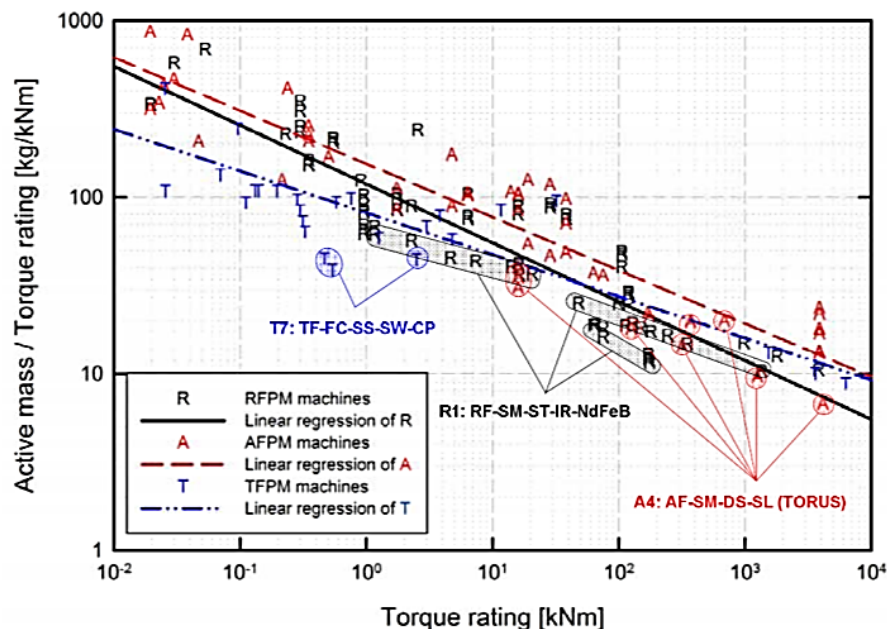 Active mass / Torque rating [kg/kNm]
1000
100
10
1
T7: TF-FC-SS-SW-CP
R1: RF-SM-ST-IR-NdFeB
A4: AF-SM-DS-SL (TORUS)
R RFPM machines
Linear regression of R
A AFPM machines
Linear regression of A
T TFPM machines
Linear regression of T
10-2 10-1 100 101 102 103 104
Torque rating [kNm]